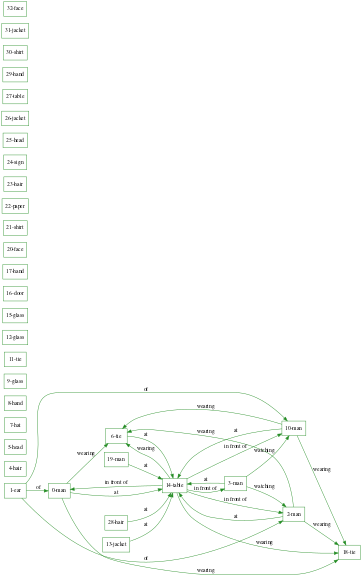 32-face
31-jacket
30-shirt
29-hand
27-table
26-jacket
25-head
24-sign
23-hair
22-paper
21-shirt
20-face
17-hand
16-door
15-glass
12-glass
11-tie
9-glass
8-hand
7-hat
5-head
4-hair
1-ear
of
0-man
wearing
6-tie
19-man
28-hair
13-jacket
at
wearing
at
in front of
at
at
at
14-table
wearing
wearing
at
in front of
watching
at
in front of
3-man
watching
in front of
at
10-man
2-man
wearing
wearing
wearing
18-tie
of
of
wearing